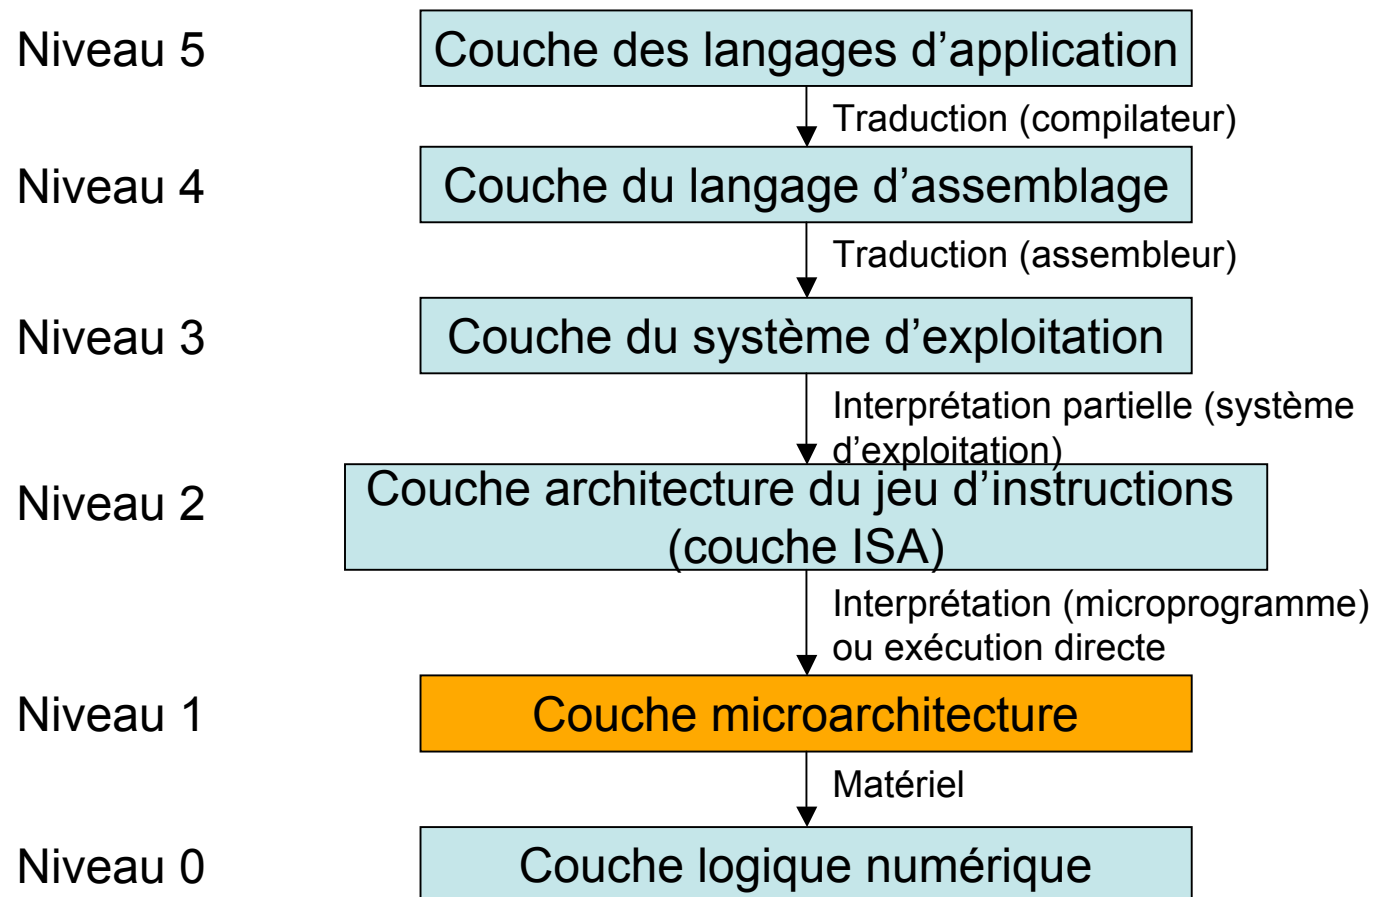 Niveau 5
Couche des langages d’application
Traduction (compilateur)
Niveau 4
Couche du langage d’assemblage
Traduction (assembleur)
Niveau 3
Couche du système d’exploitation
Interprétation partielle (système
d’exploitation)
Niveau 2
Couche architecture du jeu d’instructions
(couche ISA)
Interprétation (microprogramme)
ou exécution directe
Niveau 1
Couche microarchitecture
Matériel
Niveau 0
Couche logique numérique